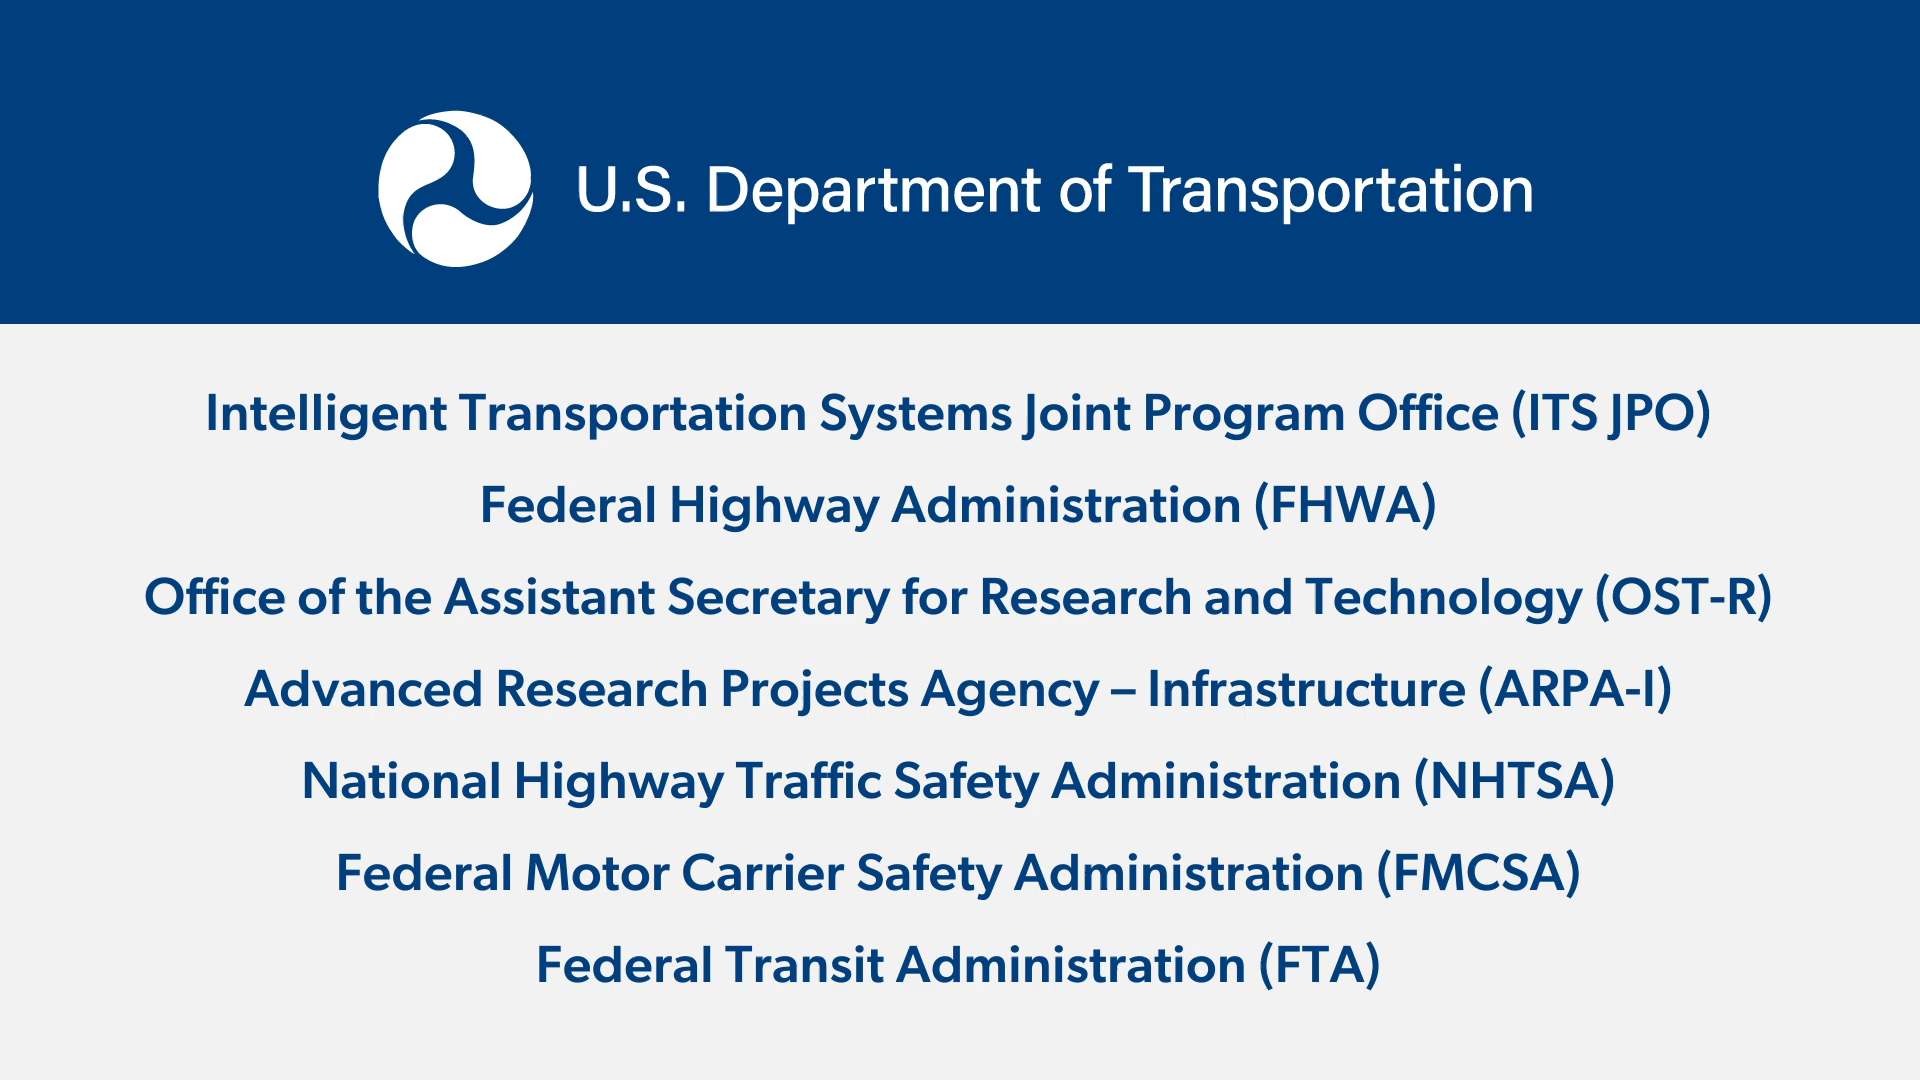 U.S. Department of Transportation
Intelligent Transportation Systems Joint Program Office (ITS JPO)
Federal Highway Administration (FHWA)
Office of the Assistant Secretary for Research and Technology (OST-R)
Advanced Research Projects Agency – Infrastructure (ARPA-I)
National Highway Traffic Safety Administration (NHTSA)
Federal Motor Carrier Safety Administration (FMCSA)
Federal Transit Administration (FTA)